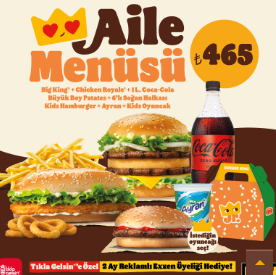 Aile
Menüsü
₺465
Big King™ + Chicken Royale® + 1 L. Coca-Cola
Büyük Boy Patates + 6'lı Soğan Halkası
Kids Hamburger + Ayran + Kids Oyuncak
Coca-Cola
Ayran
İstediğin
oyuncağı
seç!
Tıkla Gelsin®'e Özel
2 Ay Reklamlı Exxen Üyeliği Hediye!